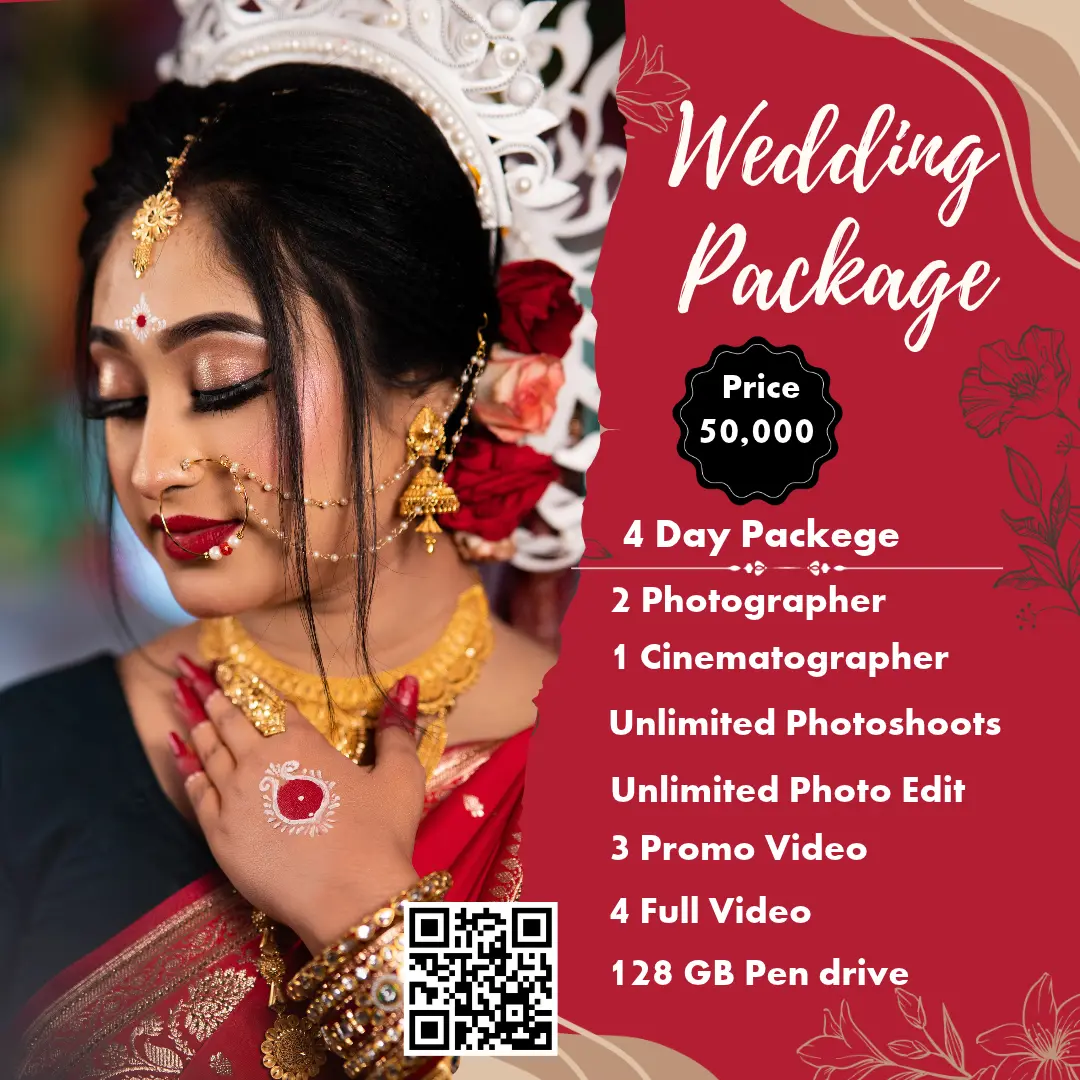 Wedding
Package
Price
50,000
4 Day Packege
2 Photographer
1 Cinematographer
Unlimited Photoshoots
Unlimited Photo Edit
3 Promo Video
4 Full Video
128 GB Pen drive